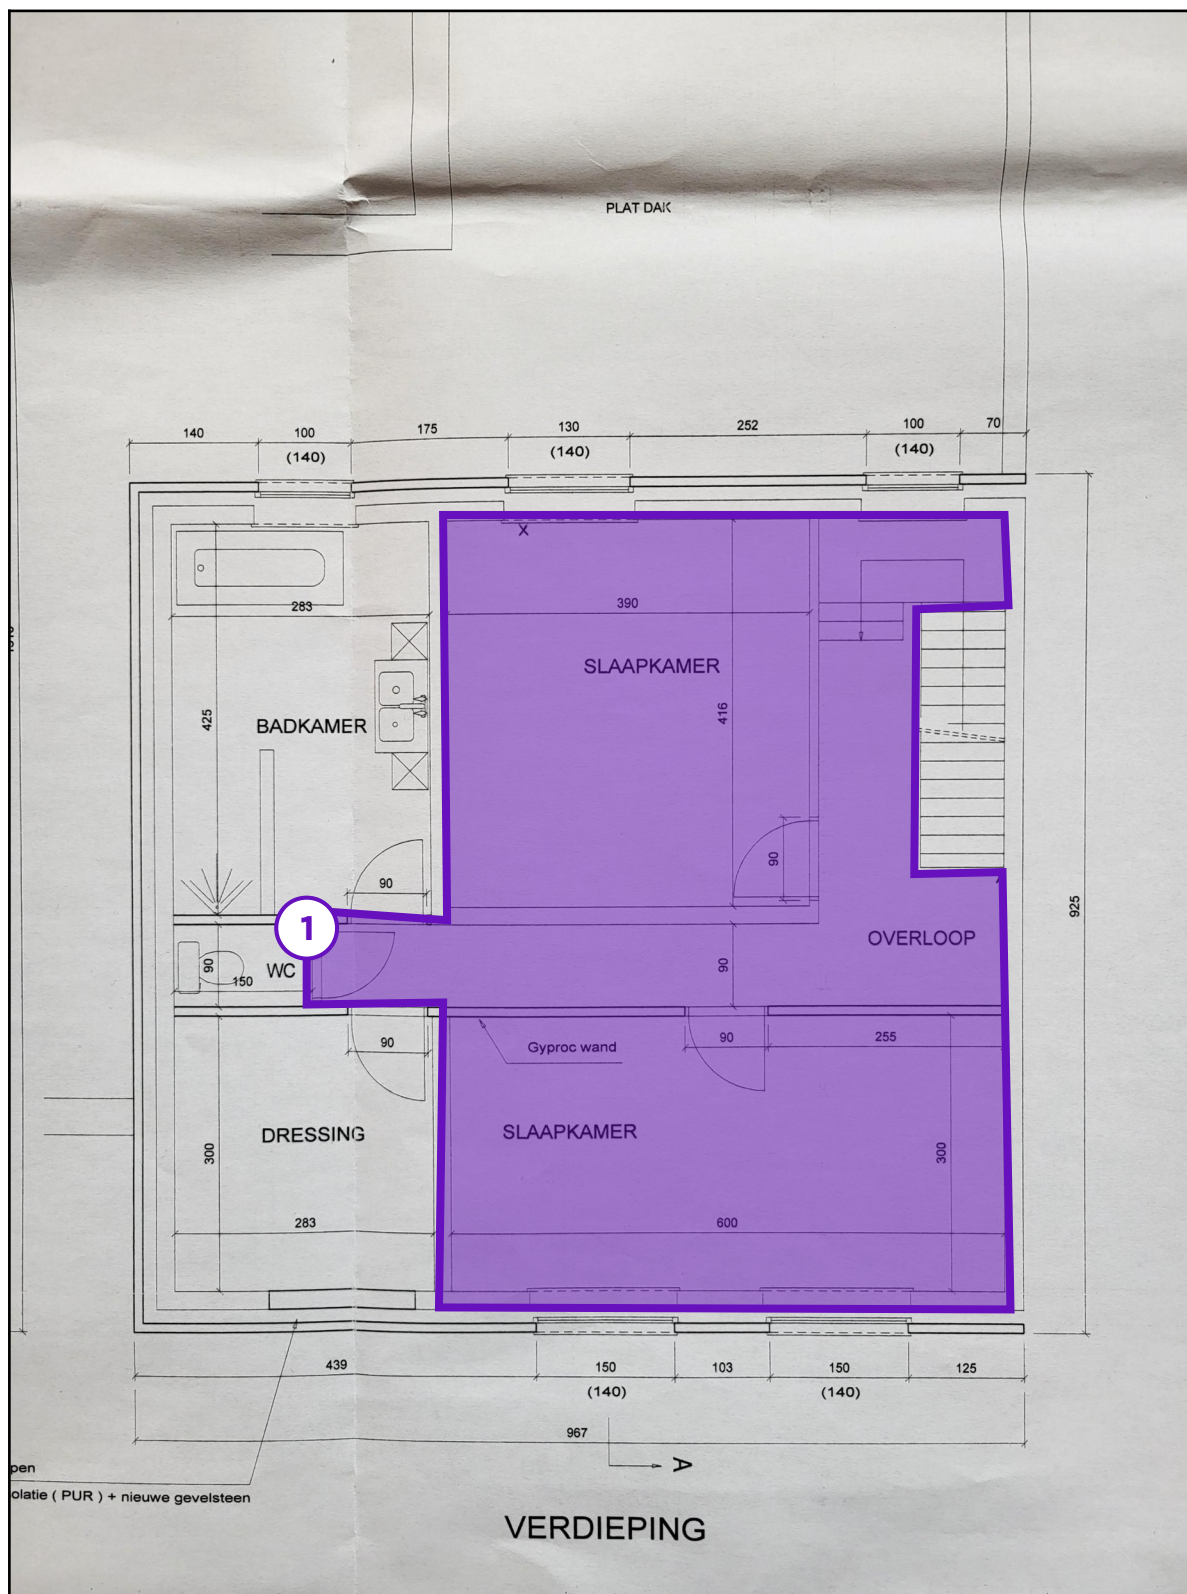 PLAT DAK
140 100 175 130 252 100 70
(140) (140) (140)
283
390
SLAAPKAMER
425
416
BADKAMER
90
90
925
1
OVERLOOP
WC
90
150
90
Gyproc wand
90
90
255
DRESSING
SLAAPKAMER
300
300
283
600
439 150 103 150 125
(140) (140)
967
A
pen
olatie ( PUR ) + nieuwe gevelsteen
VERDIEPING